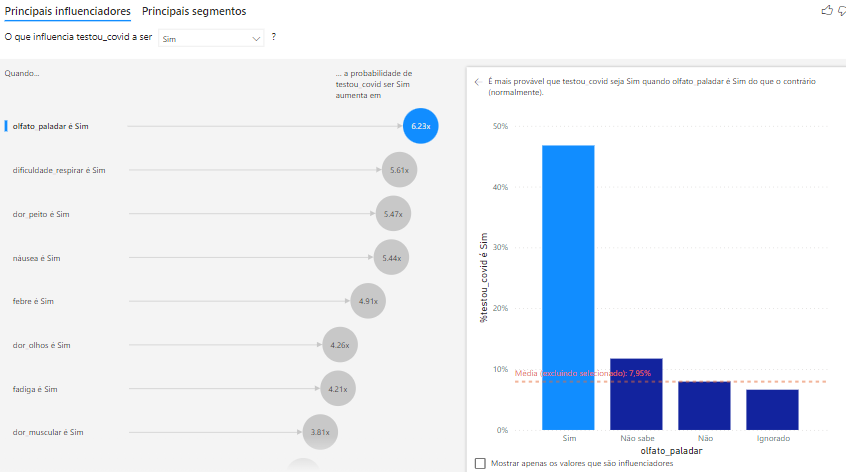 Principais influenciadores Principais segmentos
O que influencia testou_covid a ser Sim ?
Quando...
... a probabilidade de
testou_covid ser Sim
aumenta em
olfato_paladar é Sim 6.23x
dificuldade_respirar é Sim 5.61x
dor_peito é Sim 5.47x
náusea é Sim 5.44x
febre é Sim 4.91x
dor_olhos é Sim 4.26x
fadiga é Sim 4.21x
dor_muscular é Sim 3.81x
É mais provável que testou_covid seja Sim quando olfato_paladar é Sim do que o contrário
(normalmente).
50%
40%
30%
20%
10%
0%
%testou_covid é Sim
Média (excluindo selecionado): 7,95%
Sim Não sabe Não Ignorado
olfato_paladar
Mostrar apenas os valores que são influenciadores